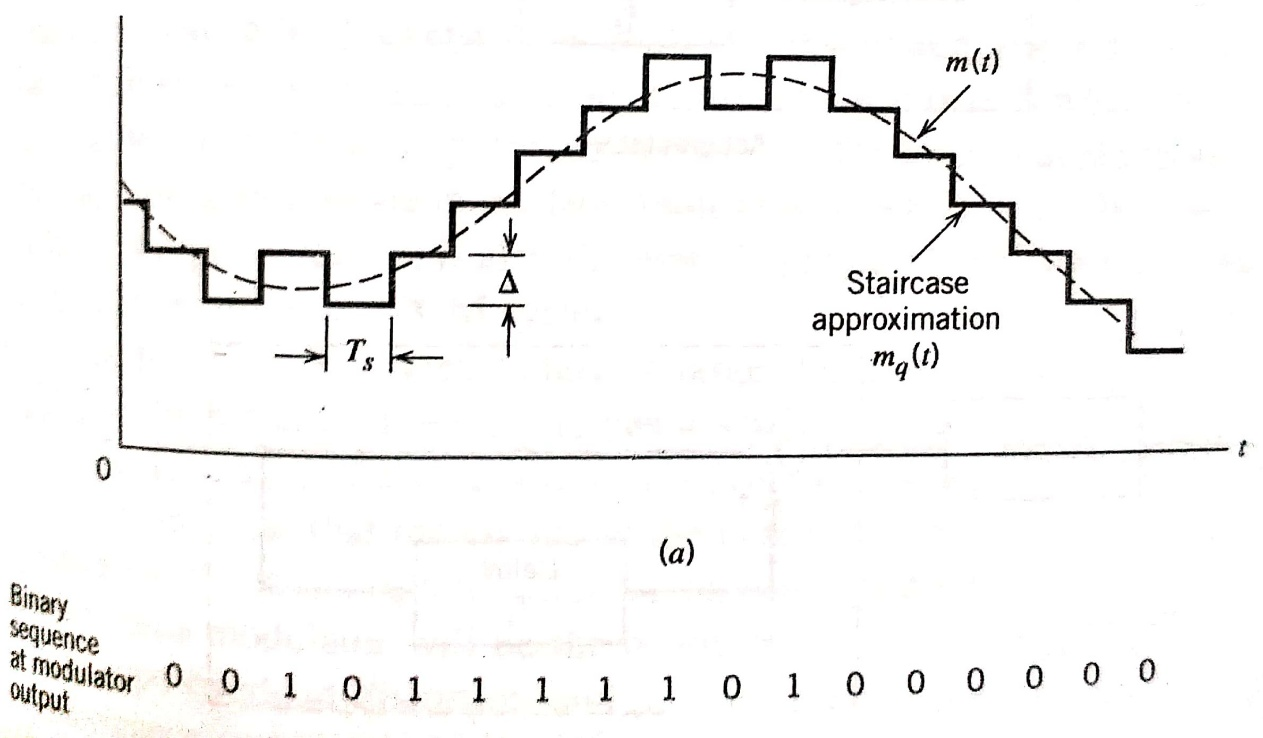 m(t)
Δ
Staircase
approximation
m_q(t)
T_s
0
t
(a)
Binary
sequence
at modulator
output
0 0 1 0 1 1 1 1 1 0 1 0 0 0 0 0 0